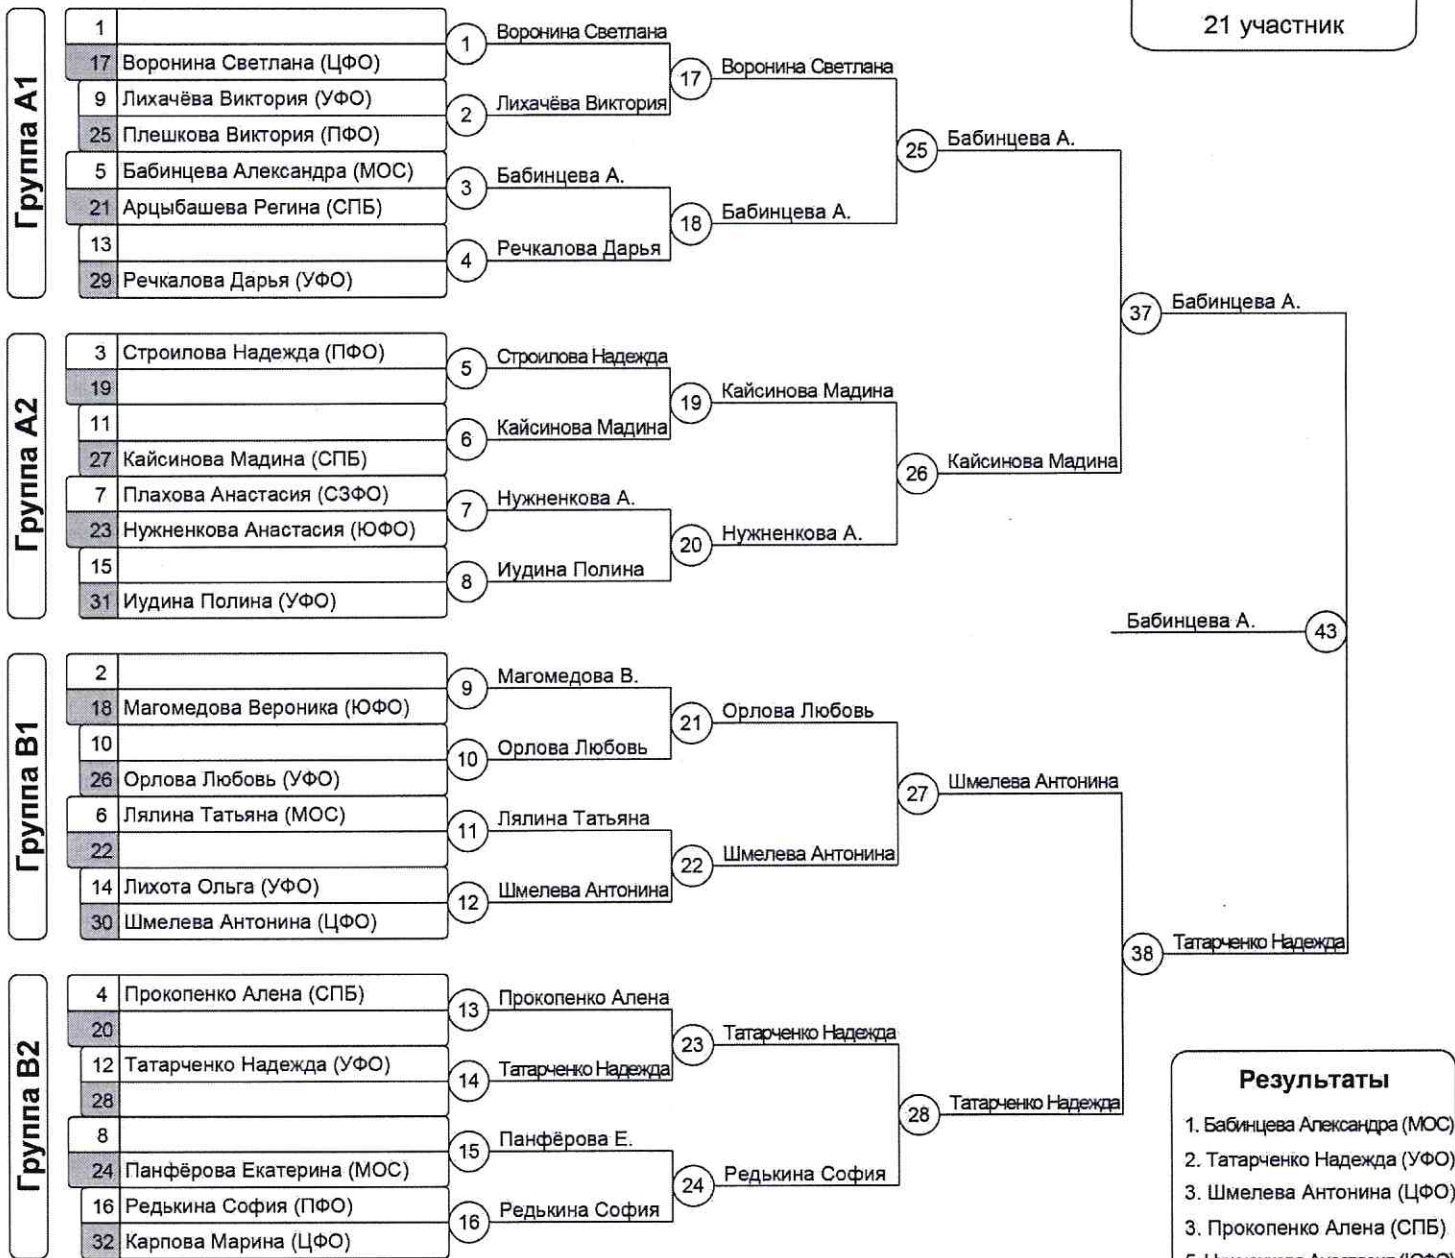 21 участник
Группа A1
1
17 Воронина Светлана (ЦФО)
9 Лихачёва Виктория (УФО)
25 Плешкова Виктория (ПФО)
5 Бабинцева Александра (МОС)
21 Арцыбашева Регина (СПБ)
13
29 Речкалова Дарья (УФО)
1 Воронина Светлана
2 Лихачёва Виктория
3 Бабинцева А.
4 Речкалова Дарья
17 Воронина Светлана
18 Бабинцева А.
25 Бабинцева А.
Группа A2
3 Строилова Надежда (ПФО)
19
11
27 Кайсинова Мадина (СПБ)
7 Плахова Анастасия (СЗФО)
23 Нужненкова Анастасия (ЮФО)
15
31 Иудина Полина (УФО)
5 Строилова Надежда
6 Кайсинова Мадина
7 Нужненкова А.
8 Иудина Полина
19 Кайсинова Мадина
20 Нужненкова А.
26 Кайсинова Мадина
37 Бабинцева А.
Бабинцева А. 43
Группа B1
2
18 Магомедова Вероника (ЮФО)
10
26 Орлова Любовь (УФО)
6 Лялина Татьяна (МОС)
22
14 Лихота Ольга (УФО)
30 Шмелева Антонина (ЦФО)
9 Магомедова В.
10 Орлова Любовь
11 Лялина Татьяна
12 Шмелева Антонина
21 Орлова Любовь
22 Шмелева Антонина
27 Шмелева Антонина
38 Татарченко Надежда
Группа B2
4 Прокопенко Алена (СПБ)
20
12 Татарченко Надежда (УФО)
28
8
24 Панфёрова Екатерина (МОС)
16 Редькина София (ПФО)
32 Карпова Марина (ЦФО)
13 Прокопенко Алена
14 Татарченко Надежда
15 Панфёрова Е.
16 Редькина София
23 Татарченко Надежда
24 Редькина София
28 Татарченко Надежда
Результаты
1. Бабинцева Александра (МОС)
2. Татарченко Надежда (УФО)
3. Шмелева Антонина (ЦФО)
3. Прокопенко Алена (СПБ)